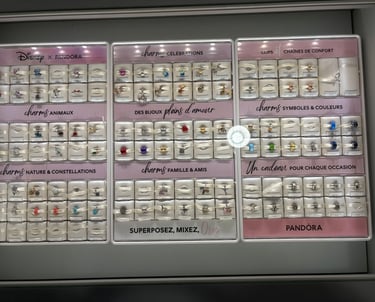 Disney x PANDORA
charms ANIMAUX
charms NATURE & CONSTELLATIONS
charms CÉLÉBRATIONS
DES BIJOUX pleins d'amour
charms FAMILLE & AMIS
SUPERPOSEZ, MIXEZ,
CLIPS CHAÎNES DE CONFORT
charms SYMBOLES & COULEURS
Un cadeau POUR CHAQUE OCCASION
PANDÖRA